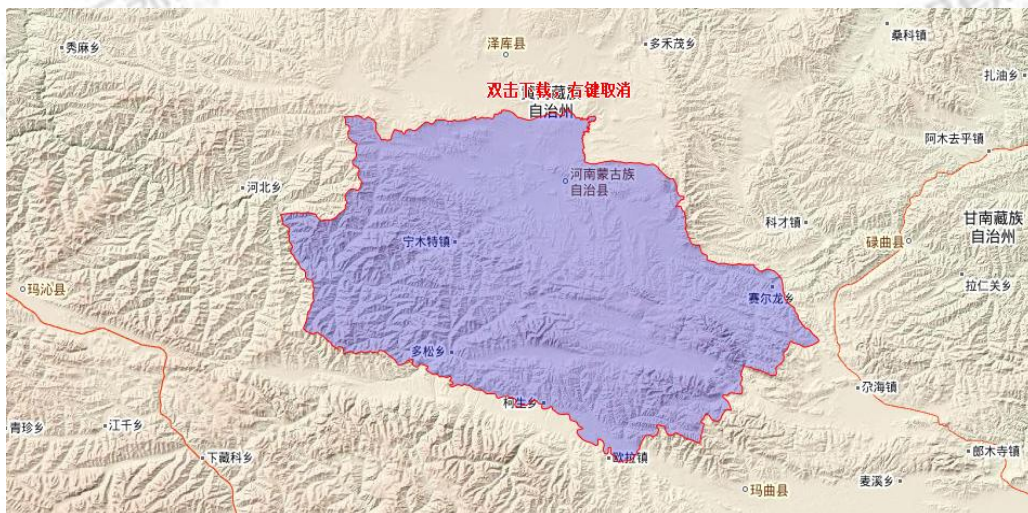 桑科镇
秀麻乡
泽库县
多禾茂乡
扎油乡
双击下载，右键取消
藏族
自治州
阿木去乎镇
河南蒙古族
自治县
河北乡
科才镇
甘南藏族
自治州
宁木特镇
碌曲县
玛沁县
赛尔龙乡
拉仁关乡
多松乡
尕海镇
柯生乡
青珍乡
江千乡
下藏科乡
欧拉镇
郎木寺镇
麦溪乡
玛曲县